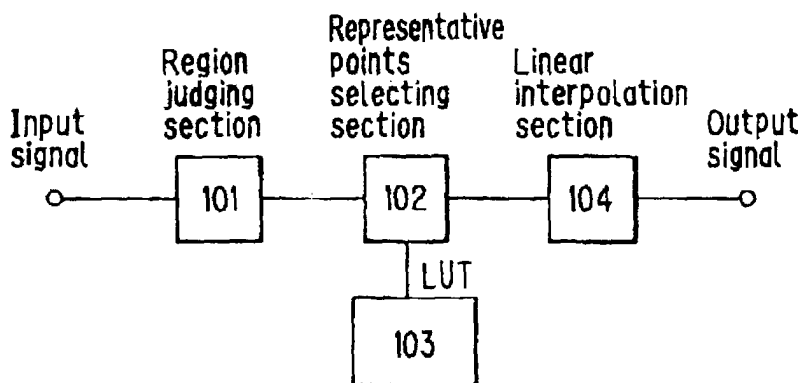 Input
signal
Region
judging
section
Representative
points
selecting
section
Linear
interpolation
section
Output
signal
101
102
104
LUT
103